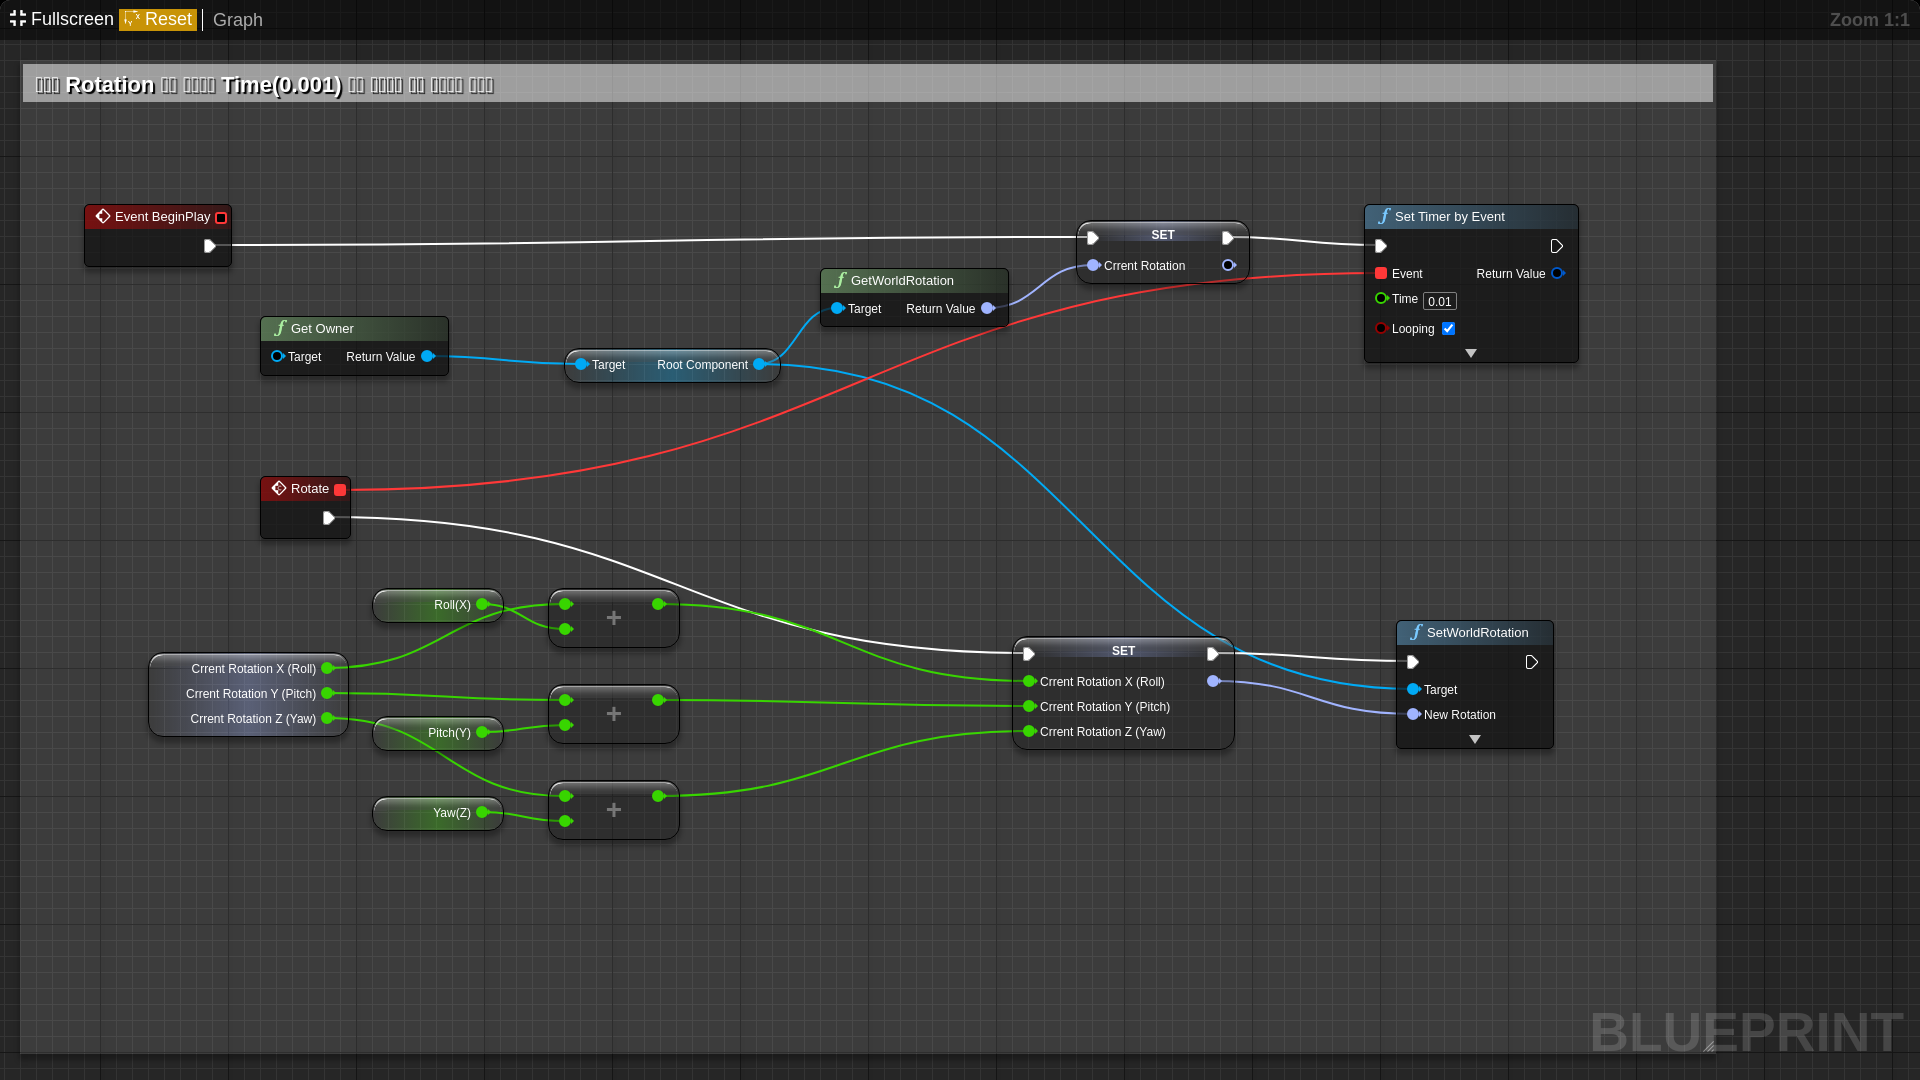 Fullscreen Reset Graph Zoom 1:1
Rotation Time(0.001)
Event BeginPlay
SET
Crrent Rotation
Set Timer by Event
Event Return Value
Time 0.01
Looping
GetWorldRotation
Target Return Value
Get Owner
Target Return Value
Target Root Component
Rotate
Roll(X)
+
Crrent Rotation X (Roll)
Crrent Rotation Y (Pitch)
Crrent Rotation Z (Yaw)
Pitch(Y)
+
Yaw(Z)
+
SET
Crrent Rotation X (Roll)
Crrent Rotation Y (Pitch)
Crrent Rotation Z (Yaw)
SetWorldRotation
Target
New Rotation
BLUEPRINT